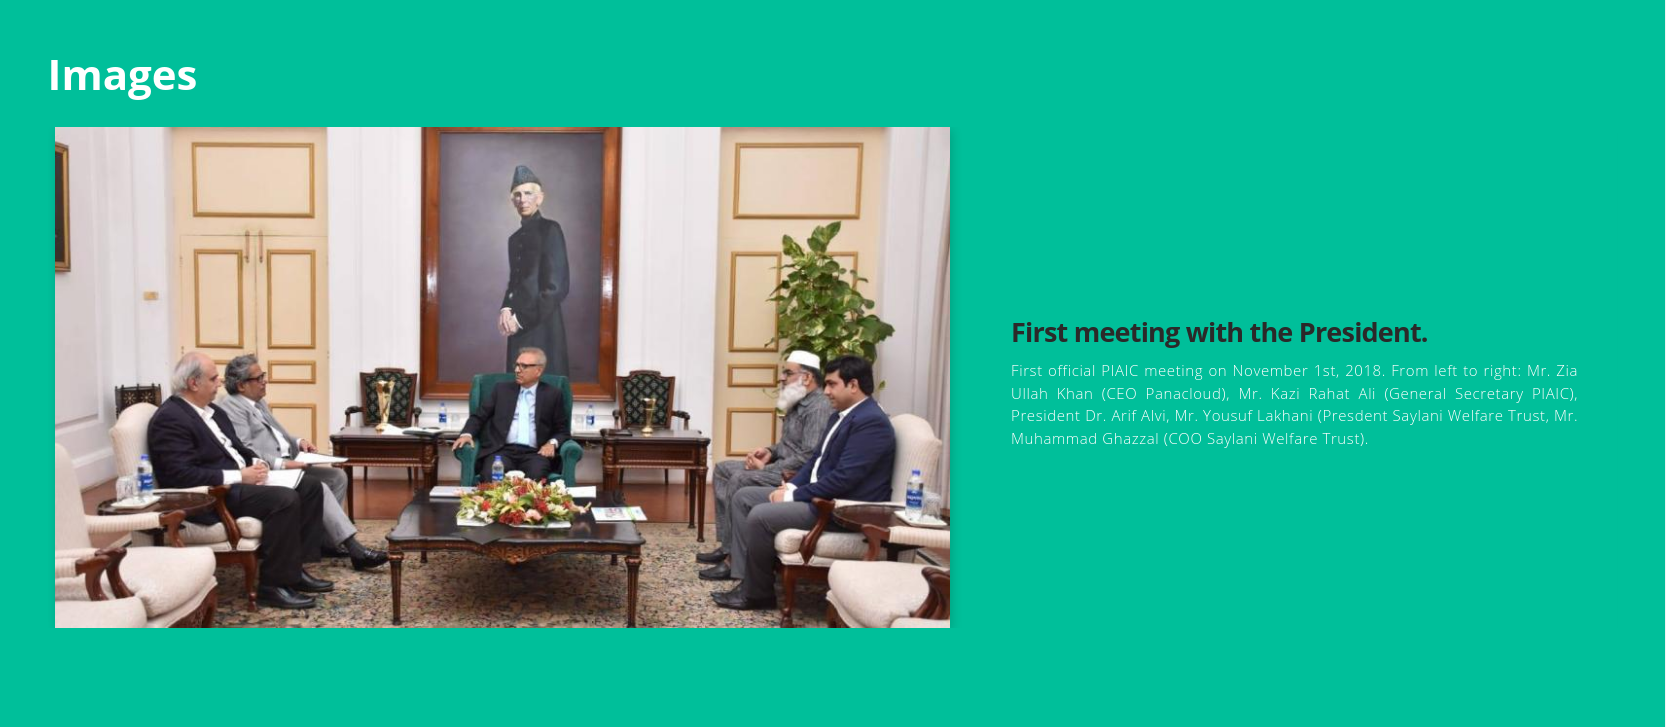 Images
First meeting with the President.
First official PIAIC meeting on November 1st, 2018. From left to right: Mr. Zia
Ullah Khan (CEO Panacloud), Mr. Kazi Rahat Ali (General Secretary PIAIC),
President Dr. Arif Alvi, Mr. Yousuf Lakhani (Presdent Saylani Welfare Trust, Mr.
Muhammad Ghazzal (COO Saylani Welfare Trust).